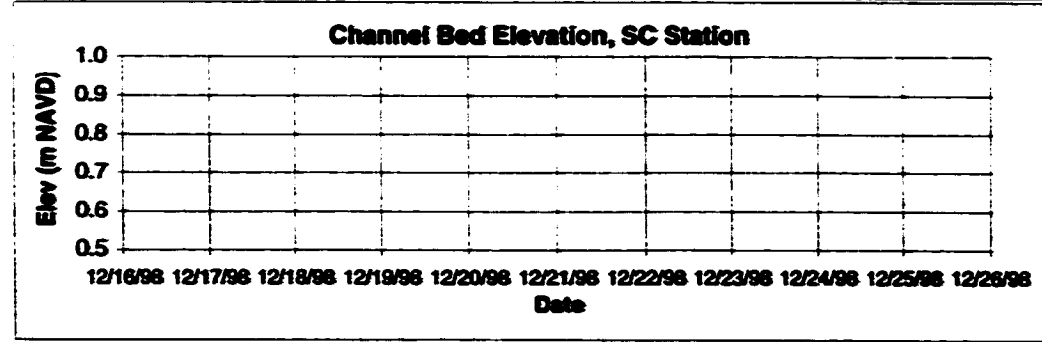 Channel Bed Elevation, SC Station
Elev (m NAVD)
1.0
0.9
0.8
0.7
0.6
0.5
12/16/98 12/17/98 12/18/98 12/19/98 12/20/98 12/21/98 12/22/98 12/23/98 12/24/98 12/25/98 12/26/98
Date